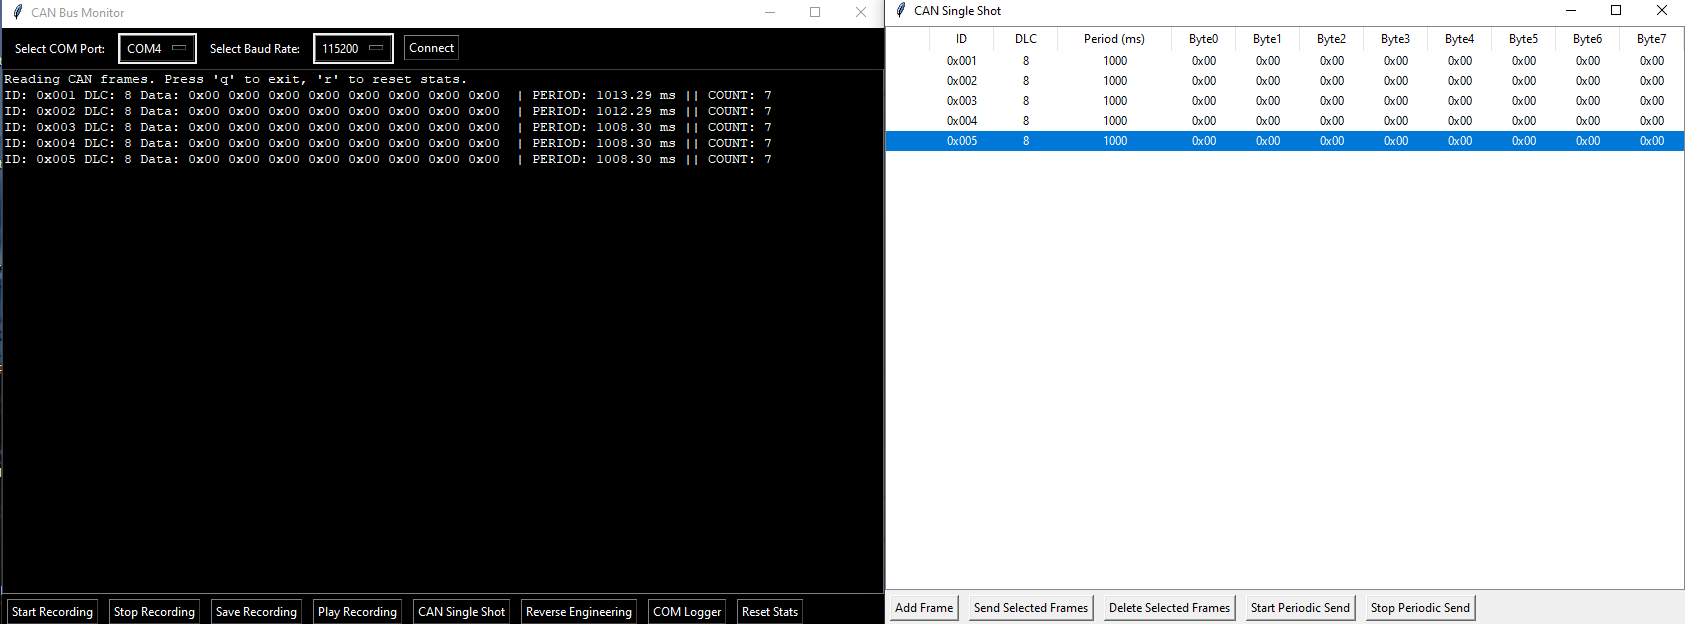 CAN Bus Monitor
Select COM Port: COM4 Select Baud Rate: 115200 Connect
Reading CAN frames. Press 'q' to exit, 'r' to reset stats.
ID: 0x001 DLC: 8 Data: 0x00 0x00 0x00 0x00 0x00 0x00 0x00 0x00 | PERIOD: 1013.29 ms || COUNT: 7
ID: 0x002 DLC: 8 Data: 0x00 0x00 0x00 0x00 0x00 0x00 0x00 0x00 | PERIOD: 1012.29 ms || COUNT: 7
ID: 0x003 DLC: 8 Data: 0x00 0x00 0x00 0x00 0x00 0x00 0x00 0x00 | PERIOD: 1008.30 ms || COUNT: 7
ID: 0x004 DLC: 8 Data: 0x00 0x00 0x00 0x00 0x00 0x00 0x00 0x00 | PERIOD: 1008.30 ms || COUNT: 7
ID: 0x005 DLC: 8 Data: 0x00 0x00 0x00 0x00 0x00 0x00 0x00 0x00 | PERIOD: 1008.30 ms || COUNT: 7
Start Recording Stop Recording Save Recording Play Recording CAN Single Shot Reverse Engineering COM Logger Reset Stats
CAN Single Shot
ID DLC Period (ms) Byte0 Byte1 Byte2 Byte3 Byte4 Byte5 Byte6 Byte7
0x001 8 1000 0x00 0x00 0x00 0x00 0x00 0x00 0x00 0x00
0x002 8 1000 0x00 0x00 0x00 0x00 0x00 0x00 0x00 0x00
0x003 8 1000 0x00 0x00 0x00 0x00 0x00 0x00 0x00 0x00
0x004 8 1000 0x00 0x00 0x00 0x00 0x00 0x00 0x00 0x00
0x005 8 1000 0x00 0x00 0x00 0x00 0x00 0x00 0x00 0x00
Add Frame Send Selected Frames Delete Selected Frames Start Periodic Send Stop Periodic Send